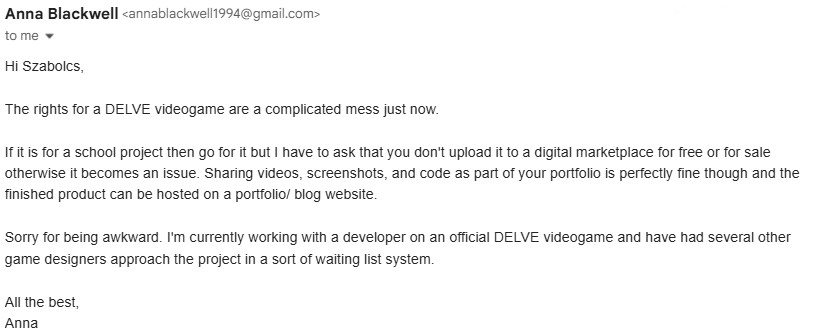 Anna Blackwell <annablackwell1994@gmail.com>
to me
Hi Szabolcs,
The rights for a DELVE videogame are a complicated mess just now.
If it is for a school project then go for it but I have to ask that you don't upload it to a digital marketplace for free or for sale
otherwise it becomes an issue. Sharing videos, screenshots, and code as part of your portfolio is perfectly fine though and the
finished product can be hosted on a portfolio/ blog website.
Sorry for being awkward. I'm currently working with a developer on an official DELVE videogame and have had several other
game designers approach the project in a sort of waiting list system.
All the best,
Anna